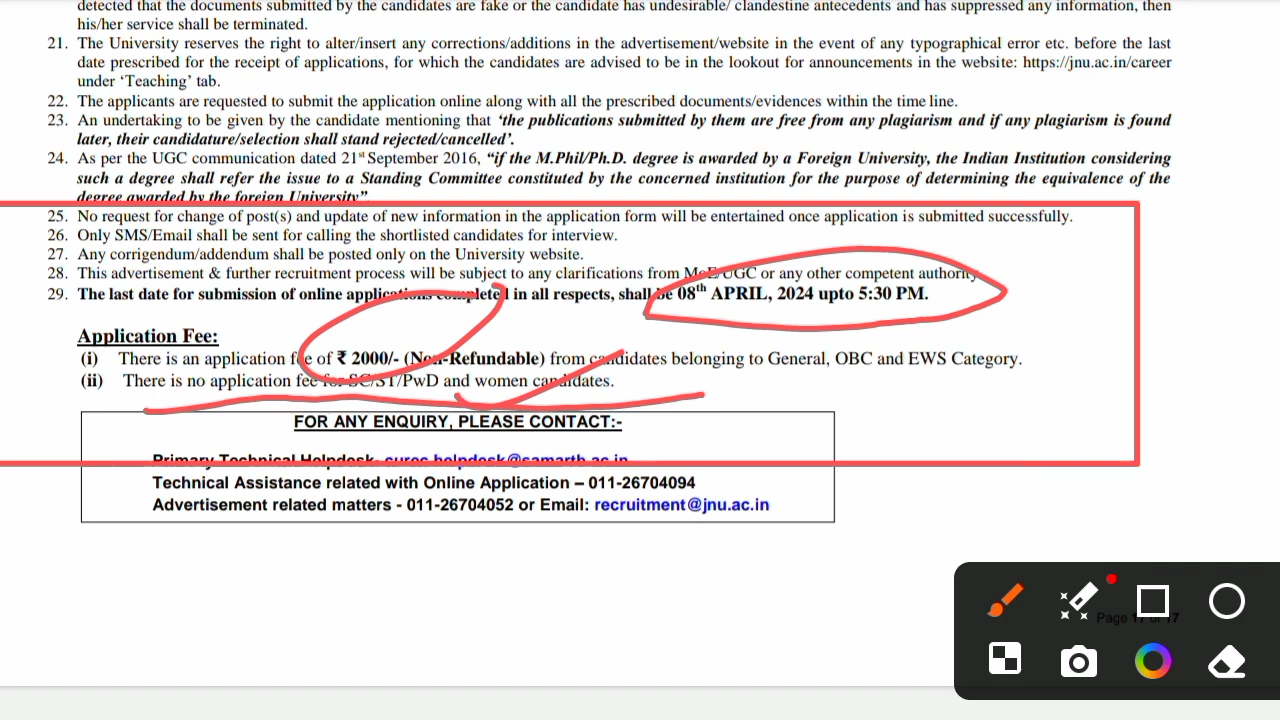 detected that the documents submitted by the candidates are fake or the candidate has undesirable/ clandestine antecedents and has suppressed any information, then
his/her service shall be terminated.
21. The University reserves the right to alter/insert any corrections/additions in the advertisement/website in the event of any typographical error etc. before the last
date prescribed for the receipt of applications, for which the candidates are advised to be in the lookout for announcements in the website: https://jnu.ac.in/career
under ‘Teaching’ tab.
22. The applicants are requested to submit the application online along with all the prescribed documents/evidences within the time line.
23. An undertaking to be given by the candidate mentioning that ‘the publications submitted by them are free from any plagiarism and if any plagiarism is found
later, their candidature/selection shall stand rejected/cancelled’.
24. As per the UGC communication dated 21st September 2016, “if the M.Phil/Ph.D. degree is awarded by a Foreign University, the Indian Institution considering
such a degree shall refer the issue to a Standing Committee constituted by the concerned institution for the purpose of determining the equivalence of the
degree awarded by the foreign University”
25. No request for change of post(s) and update of new information in the application form will be entertained once application is submitted successfully.
26. Only SMS/Email shall be sent for calling the shortlisted candidates for interview.
27. Any corrigendum/addendum shall be posted only on the University website.
28. This advertisement & further recruitment process will be subject to any clarifications from MoE/UGC or any other competent authority
29. The last date for submission of online applications completed in all respects, shall be 08th APRIL, 2024 upto 5:30 PM.
Application Fee:
(i) There is an application fee of ₹ 2000/- (Non-Refundable) from candidates belonging to General, OBC and EWS Category.
(ii) There is no application fee for SC/ST/PwD and women candidates.
FOR ANY ENQUIRY, PLEASE CONTACT:-
Primary Technical Helpdesk- curec.helpdesk@samarth.ac.in
Technical Assistance related with Online Application – 011-26704094
Advertisement related matters - 011-26704052 or Email: recruitment@jnu.ac.in
Page